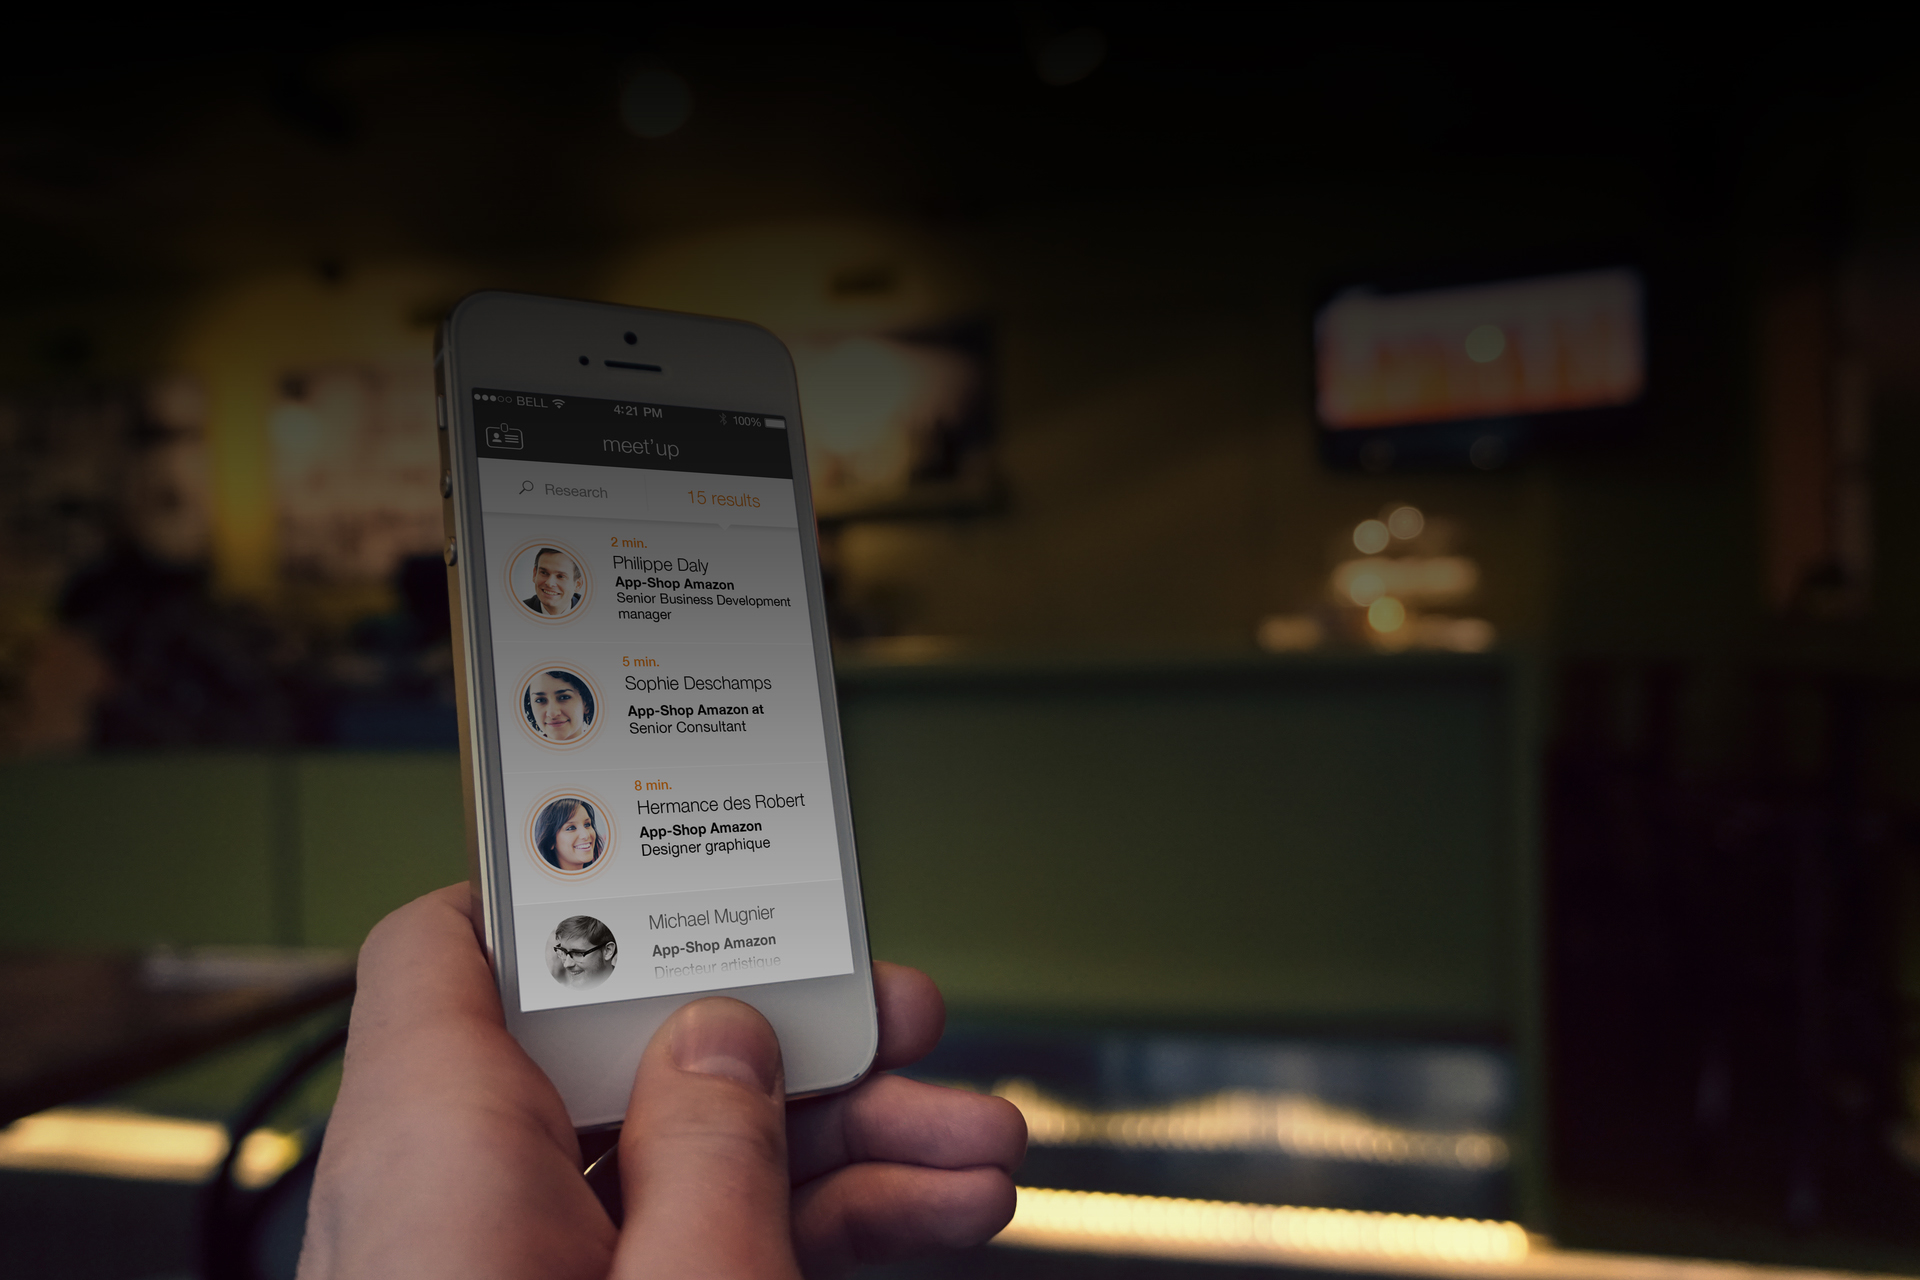 BELL 4:21 PM 100%
meet'up
Research 15 results
2 min.
Philippe Daly
App-Shop Amazon
Senior Business Development
manager
5 min.
Sophie Deschamps
App-Shop Amazon at
Senior Consultant
8 min.
Hermance des Robert
App-Shop Amazon
Designer graphique
Michael Mugnier
App-Shop Amazon
Directeur artistique